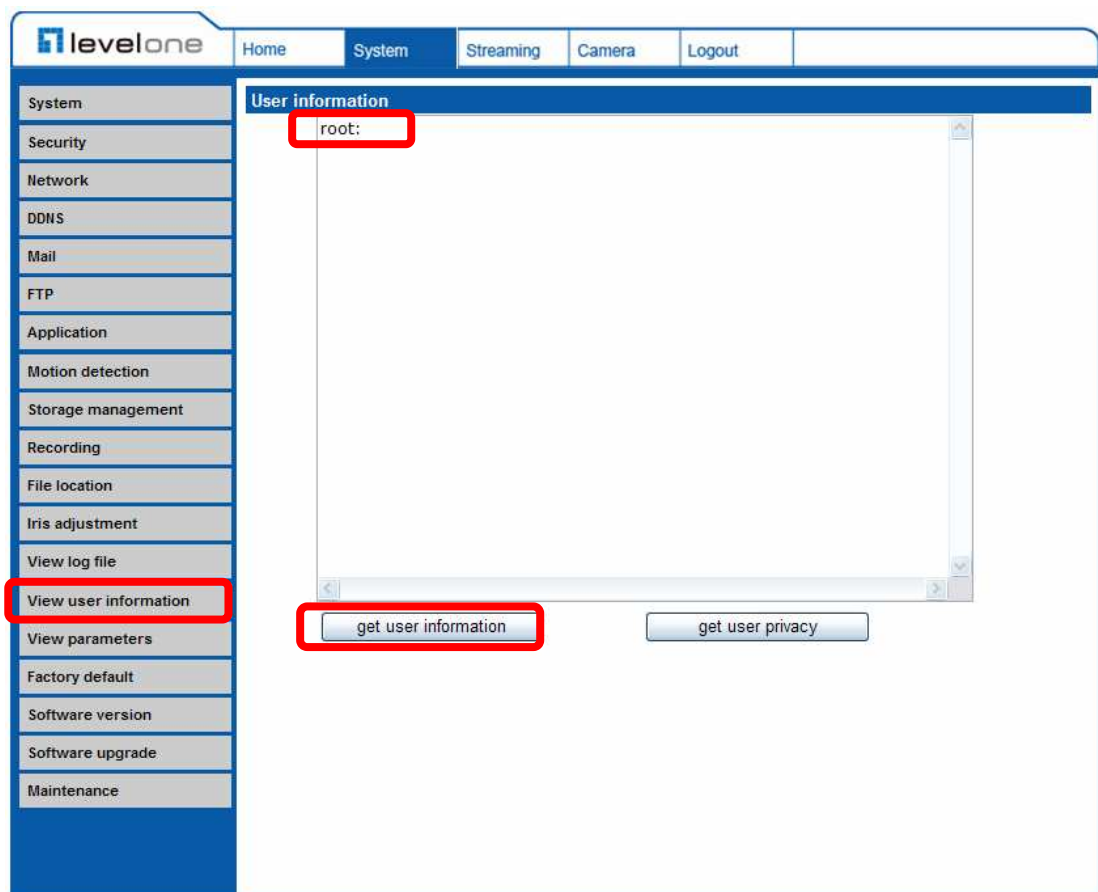 levelone
Home System Streaming Camera Logout
User information
root:
System
Security
Network
DDNS
Mail
FTP
Application
Motion detection
Storage management
Recording
File location
Iris adjustment
View log file
View user information
View parameters
Factory default
Software version
Software upgrade
Maintenance
get user information get user privacy